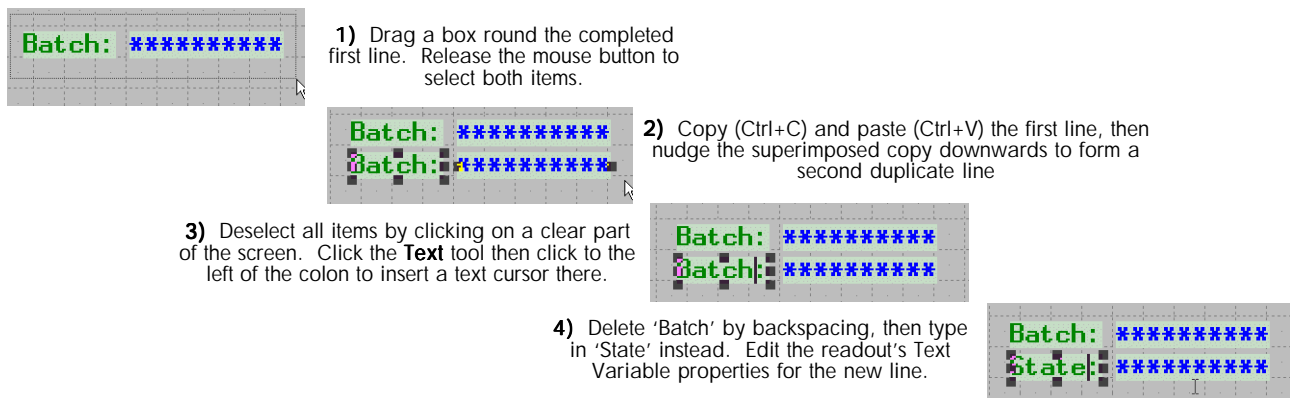 Batch: **********
1) Drag a box round the completed
first line. Release the mouse button to
select both items.
Batch: **********
Batch: **********
2) Copy (Ctrl+C) and paste (Ctrl+V) the first line, then
nudge the superimposed copy downwards to form a
second duplicate line
3) Deselect all items by clicking on a clear part
of the screen. Click the Text tool then click to the
left of the colon to insert a text cursor there.
Batch: **********
Batch: **********
4) Delete ‘Batch’ by backspacing, then type
in ‘State’ instead. Edit the readout’s Text
Variable properties for the new line.
Batch: **********
State: **********